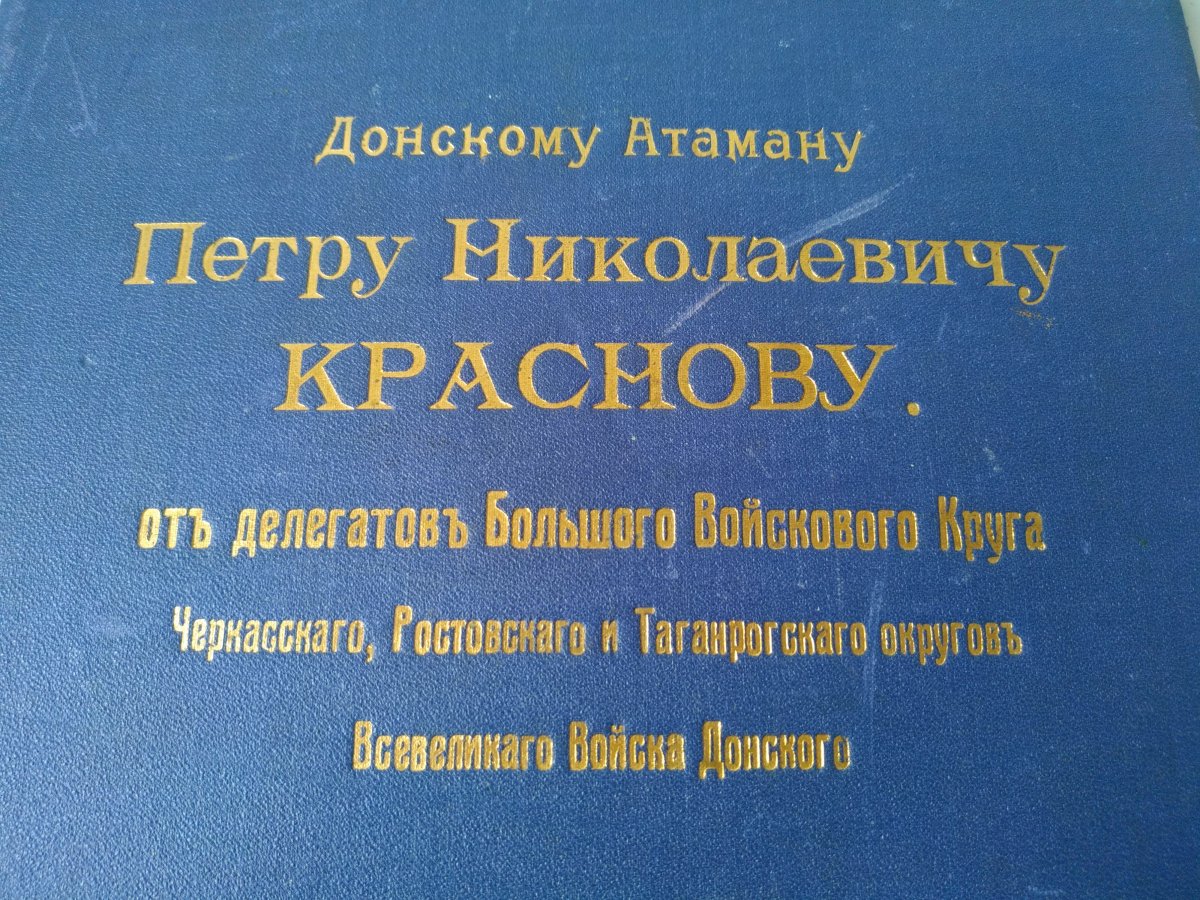 Донскому Атаману
Петру Николаевичу
КРАСНОВУ.
отъ делегатовъ Большого Войскового Круга
Черкасскаго, Ростовскаго и Таганрогскаго округовъ
Всевеликаго Войска Донского